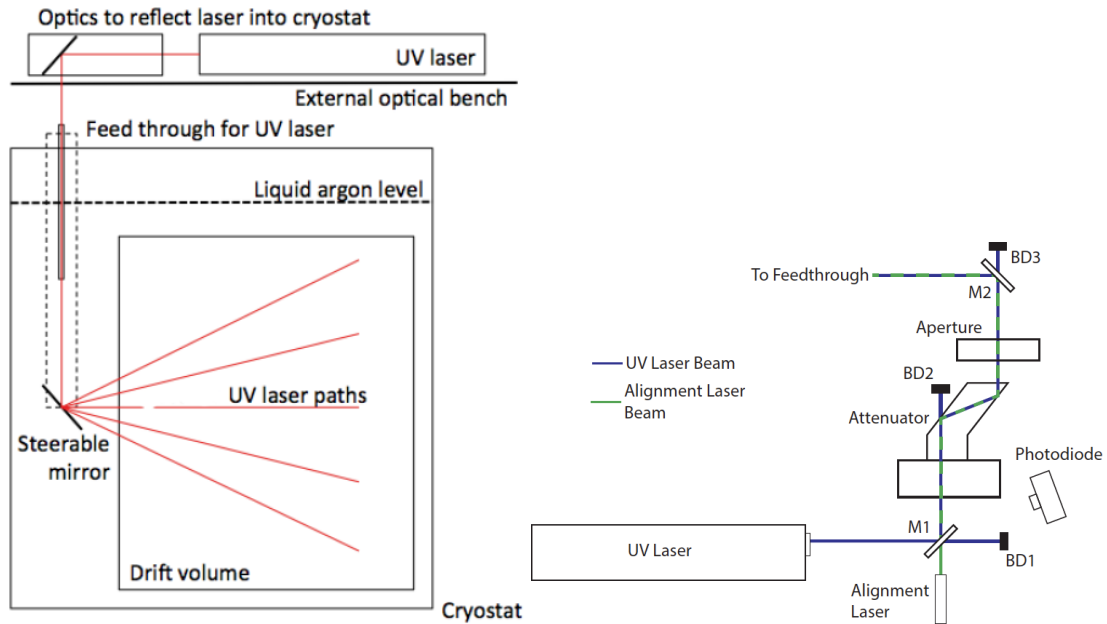 Optics to reflect laser into cryostat
UV laser
External optical bench
Feed through for UV laser
Liquid argon level
UV laser paths
Steerable
mirror
Drift volume
Cryostat
BD3
To Feedthrough
M2
Aperture
UV Laser Beam
BD2
Alignment Laser
Beam
Attenuator
Photodiode
M1
UV Laser
BD1
Alignment
Laser